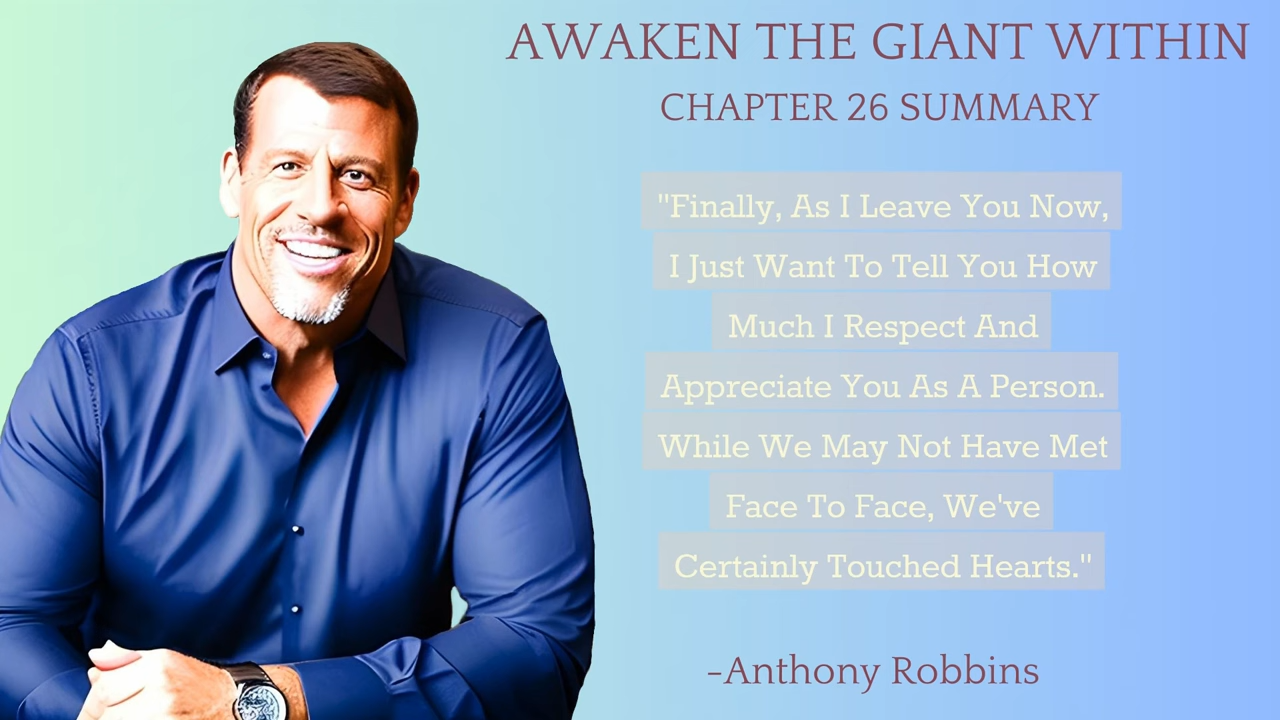 AWAKEN THE GIANT WITHIN
CHAPTER 26 SUMMARY
"Finally, As I Leave You Now,
I Just Want To Tell You How
Much I Respect And
Appreciate You As A Person.
While We May Not Have Met
Face To Face, We've
Certainly Touched Hearts."
–Anthony Robbins